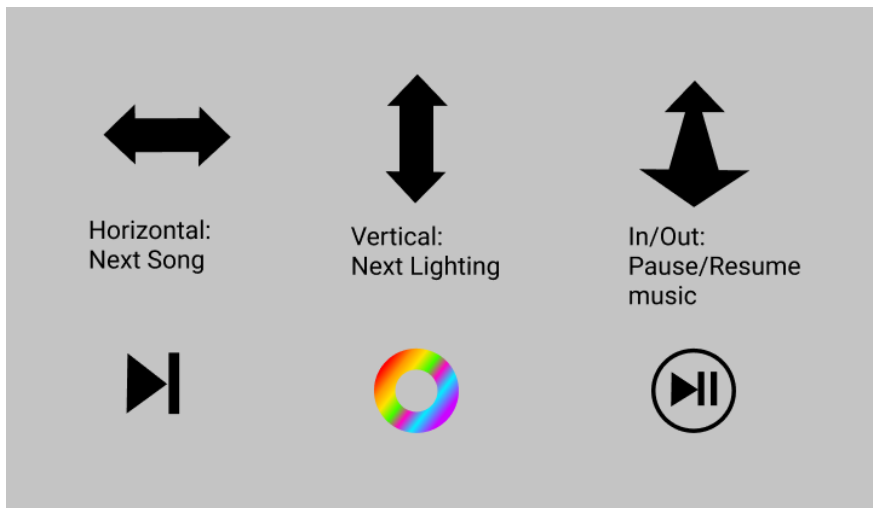 Horizontal:
Next Song
Vertical:
Next Lighting
In/Out:
Pause/Resume
music